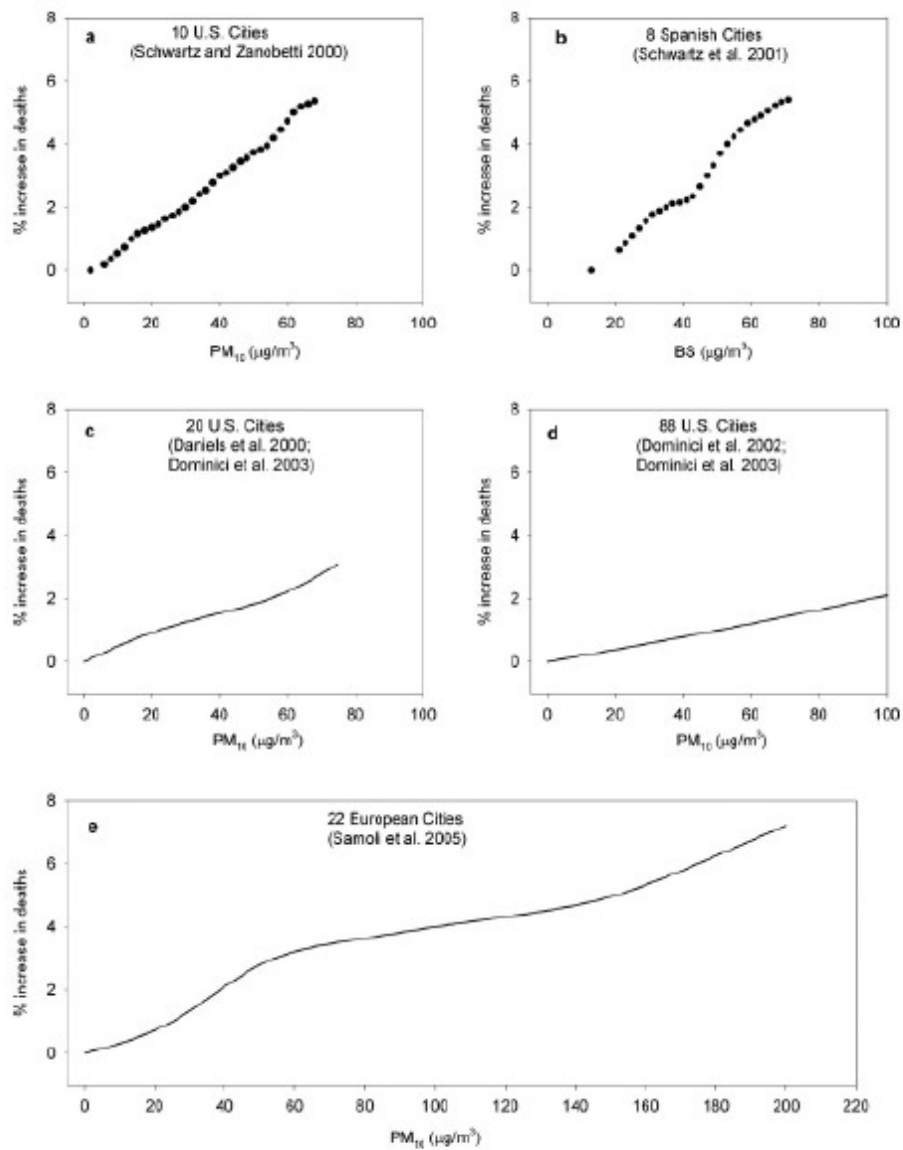 a
10 U.S. Cities
(Schwartz and Zanobetti 2000)
% increase in deaths
8
6
4
2
0
0 20 40 60 80 100
PM10 (µg/m3)
b
8 Spanish Cities
(Schwartz et al. 2001)
% increase in deaths
8
6
4
2
0
0 20 40 60 80 100
BS (µg/m3)
c
20 U.S. Cities
(Daniels et al. 2000;
Dominici et al. 2003)
% increase in deaths
8
6
4
2
0
0 20 40 60 80 100
PM10 (µg/m3)
d
88 U.S. Cities
(Dominici et al. 2002;
Dominici et al. 2003)
% increase in deaths
8
6
4
2
0
0 20 40 60 80 100
PM10 (µg/m3)
e
22 European Cities
(Samoli et al. 2005)
% increase in deaths
8
6
4
2
0
0 20 40 60 80 100 120 140 160 180 200 220
PM10 (µg/m3)